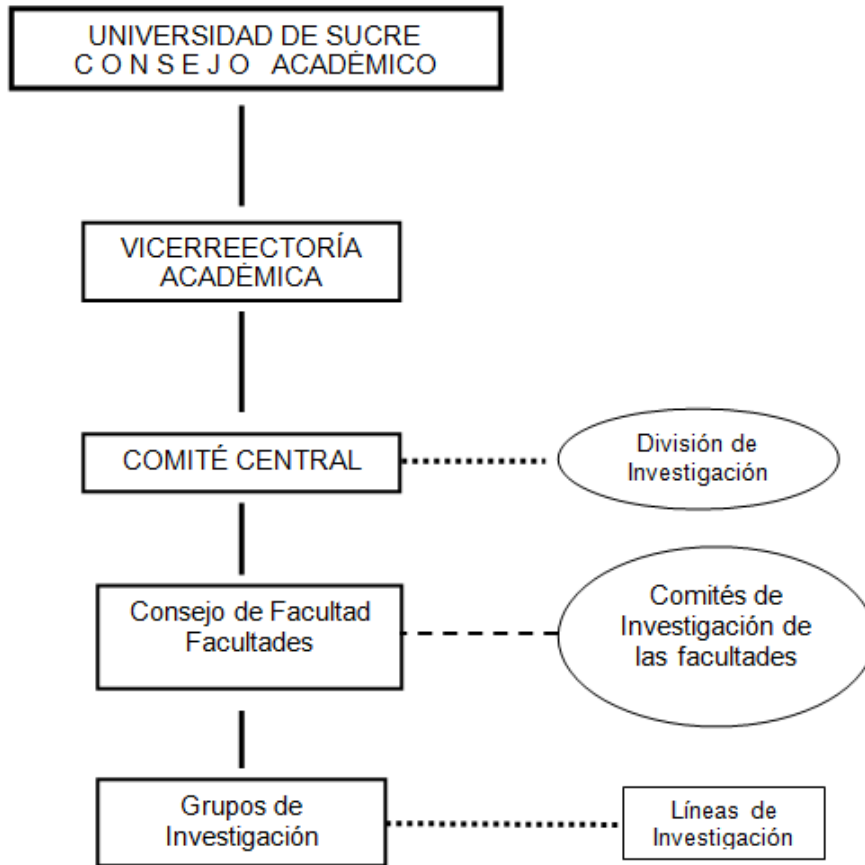 UNIVERSIDAD DE SUCRE
C O N S E J O ACADÉMICO
VICERREECTORÍA
ACADÉMICA
COMITÉ CENTRAL
División de
Investigación
Consejo de Facultad
Facultades
Comités de
Investigación de
las facultades
Grupos de
Investigación
Líneas de
Investigación